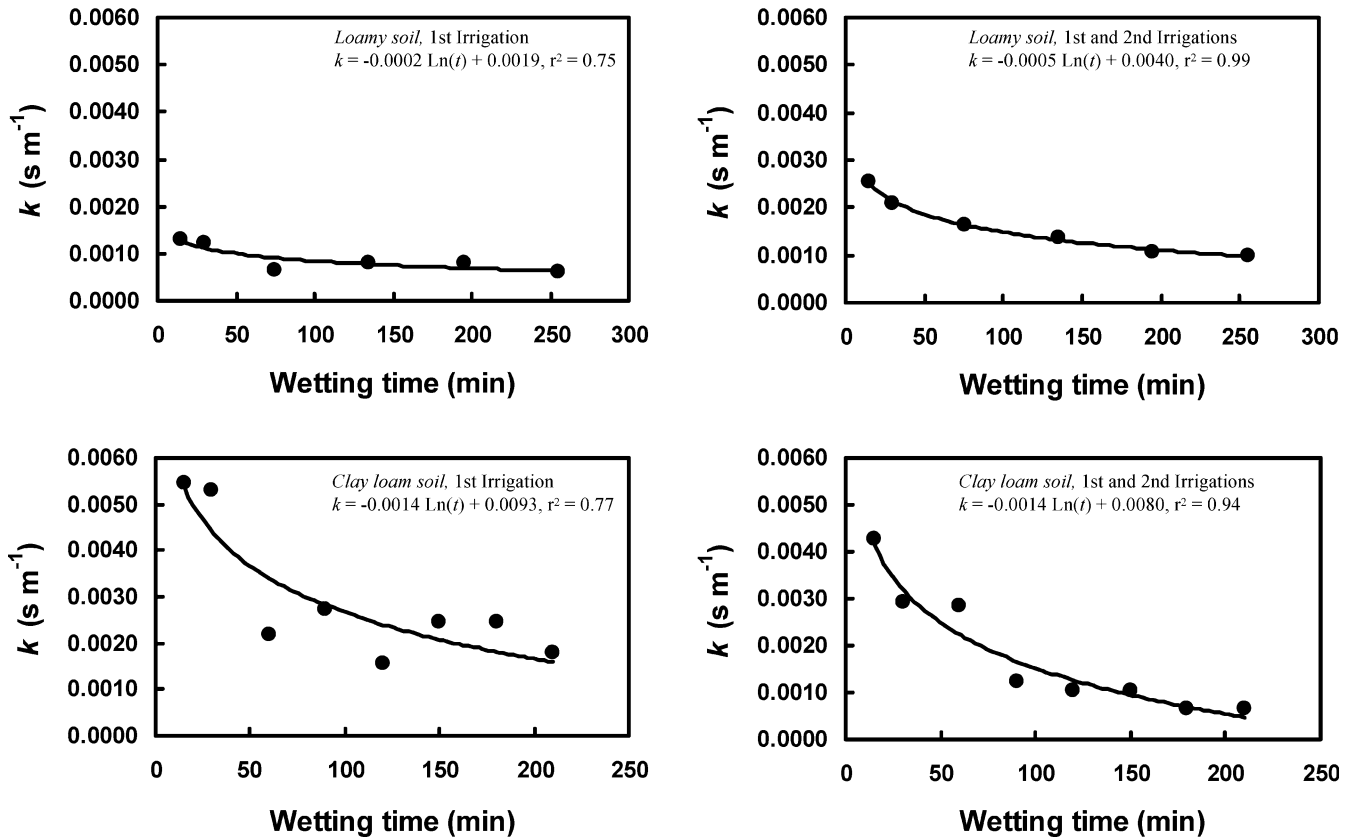 0.0060
0.0050
0.0040
0.0030
0.0020
0.0010
0.0000
k (s m⁻¹)
Loamy soil, 1st Irrigation
k = -0.0002 Ln(t) + 0.0019, r² = 0.75
0 50 100 150 200 250 300
Wetting time (min)
0.0060
0.0050
0.0040
0.0030
0.0020
0.0010
0.0000
k (s m⁻¹)
Loamy soil, 1st and 2nd Irrigations
k = -0.0005 Ln(t) + 0.0040, r² = 0.99
0 50 100 150 200 250 300
Wetting time (min)
0.0060
0.0050
0.0040
0.0030
0.0020
0.0010
0.0000
k (s m⁻¹)
Clay loam soil, 1st Irrigation
k = -0.0014 Ln(t) + 0.0093, r² = 0.77
0 50 100 150 200 250
Wetting time (min)
0.0060
0.0050
0.0040
0.0030
0.0020
0.0010
0.0000
k (s m⁻¹)
Clay loam soil, 1st and 2nd Irrigations
k = -0.0014 Ln(t) + 0.0080, r² = 0.94
0 50 100 150 200 250
Wetting time (min)